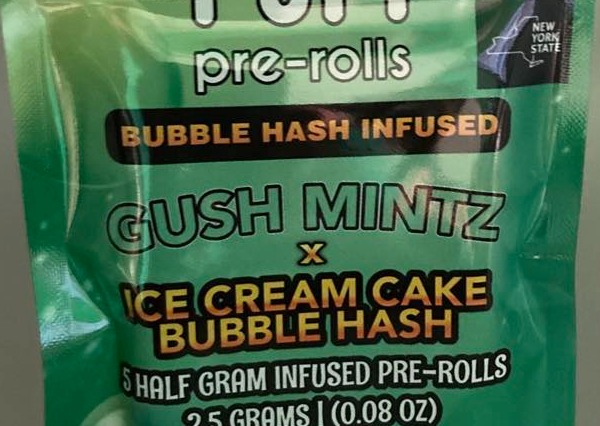 pre-rolls
NEW
YORK
STATE
BUBBLE HASH INFUSED
GUSH MINTZ
X
ICE CREAM CAKE
BUBBLE HASH
5 HALF GRAM INFUSED PRE-ROLLS
2.5 GRAMS | (0.08 OZ)